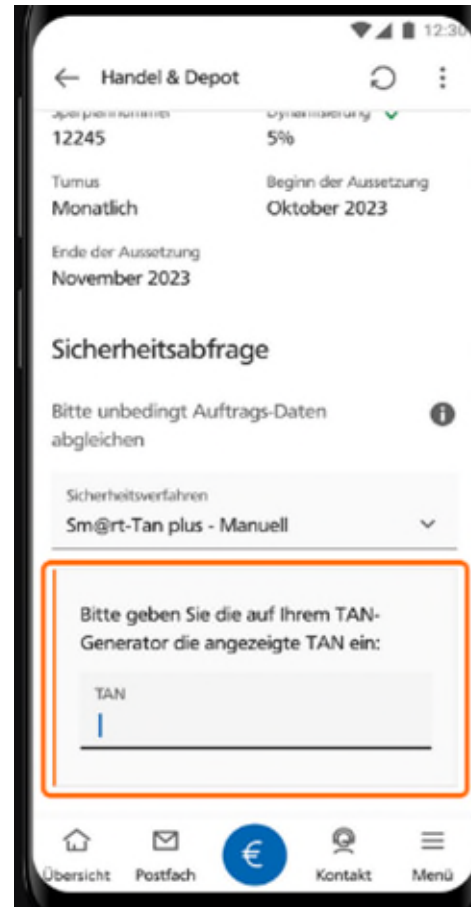 12:30
Handel & Depot
Sparplannummer Dynamisierung
12245 5%
Turnus Beginn der Aussetzung
Monatlich Oktober 2023
Ende der Aussetzung
November 2023
Sicherheitsabfrage
Bitte unbedingt Auftrags-Daten
abgleichen
Sicherheitsverfahren
Sm@rt-Tan plus - Manuell
Bitte geben Sie die auf Ihrem TAN-
Generator die angezeigte TAN ein:
TAN
€
Übersicht Postfach Kontakt Menü